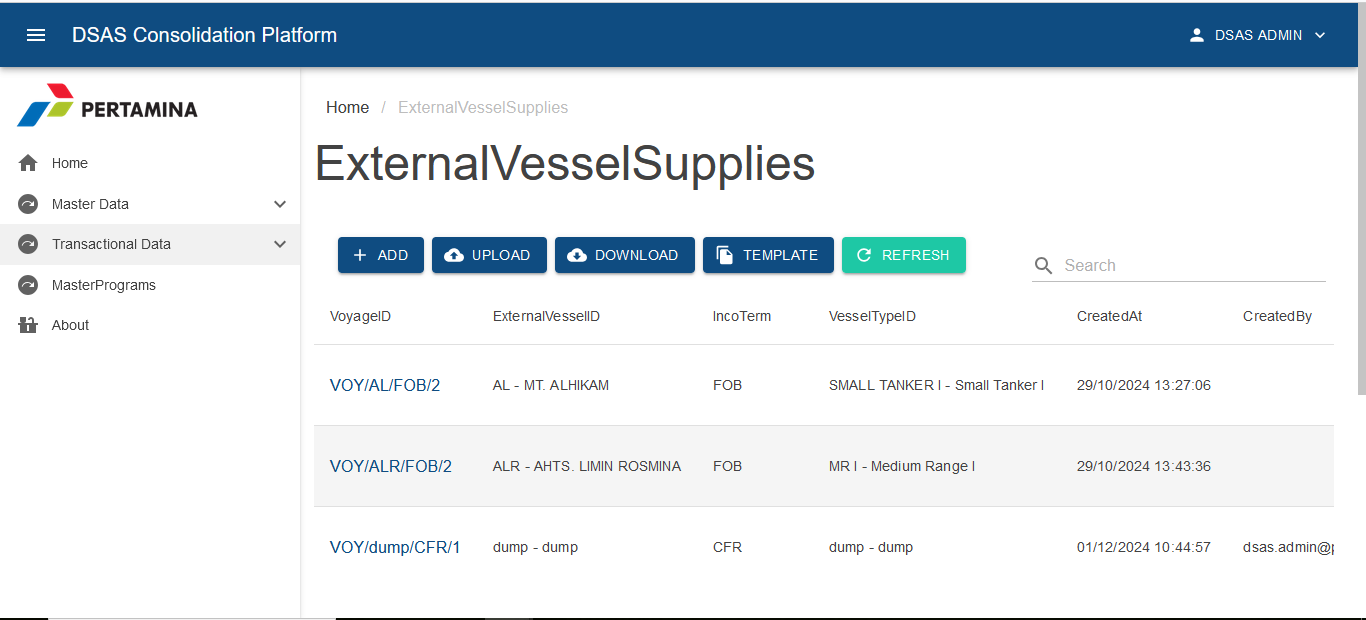 DSAS Consolidation Platform
DSAS ADMIN
PERTAMINA
Home
Master Data
Transactional Data
MasterPrograms
About
Home / ExternalVesselSupplies
ExternalVesselSupplies
ADD UPLOAD DOWNLOAD TEMPLATE REFRESH
Search
VoyageID ExternalVesselID IncoTerm VesselTypeID CreatedAt CreatedBy
VOY/AL/FOB/2 AL - MT. ALHIKAM FOB SMALL TANKER I - Small Tanker I 29/10/2024 13:27:06
VOY/ALR/FOB/2 ALR - AHTS. LIMIN ROSMINA FOB MR I - Medium Range I 29/10/2024 13:43:36
VOY/dump/CFR/1 dump - dump CFR dump - dump 01/12/2024 10:44:57 dsas.admin@